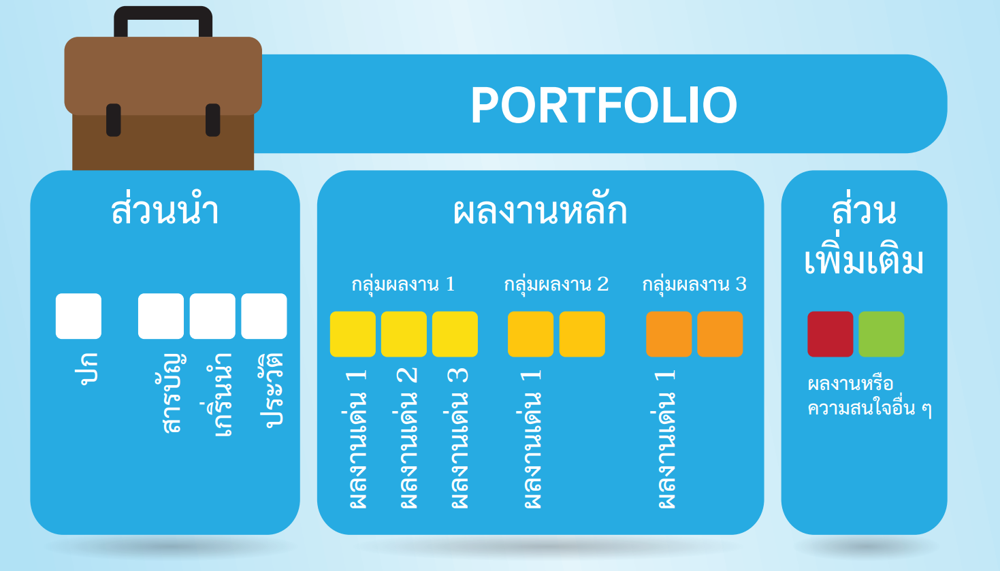 PORTFOLIO
ส่วนนำ
ปก
สารบัญ
เกริ่นนำ
ประวัติ
ผลงานหลัก
กลุ่มผลงาน 1
ผลงานเด่น 1
ผลงานเด่น 2
ผลงานเด่น 3
กลุ่มผลงาน 2
ผลงานเด่น 1
กลุ่มผลงาน 3
ผลงานเด่น 1
ส่วน
เพิ่มเติม
ผลงานหรือ
ความสนใจอื่น ๆ